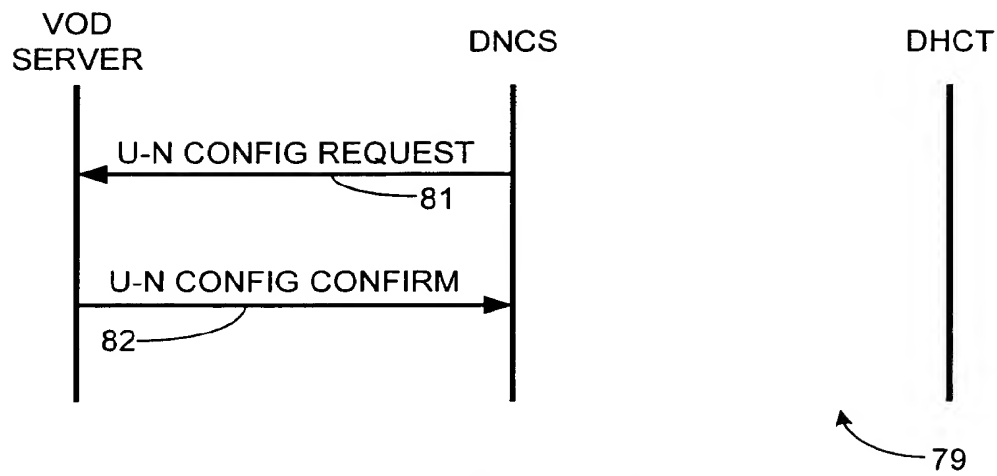 VOD
SERVER
DNCS
DHCT
U-N CONFIG REQUEST
81
U-N CONFIG CONFIRM
82
79